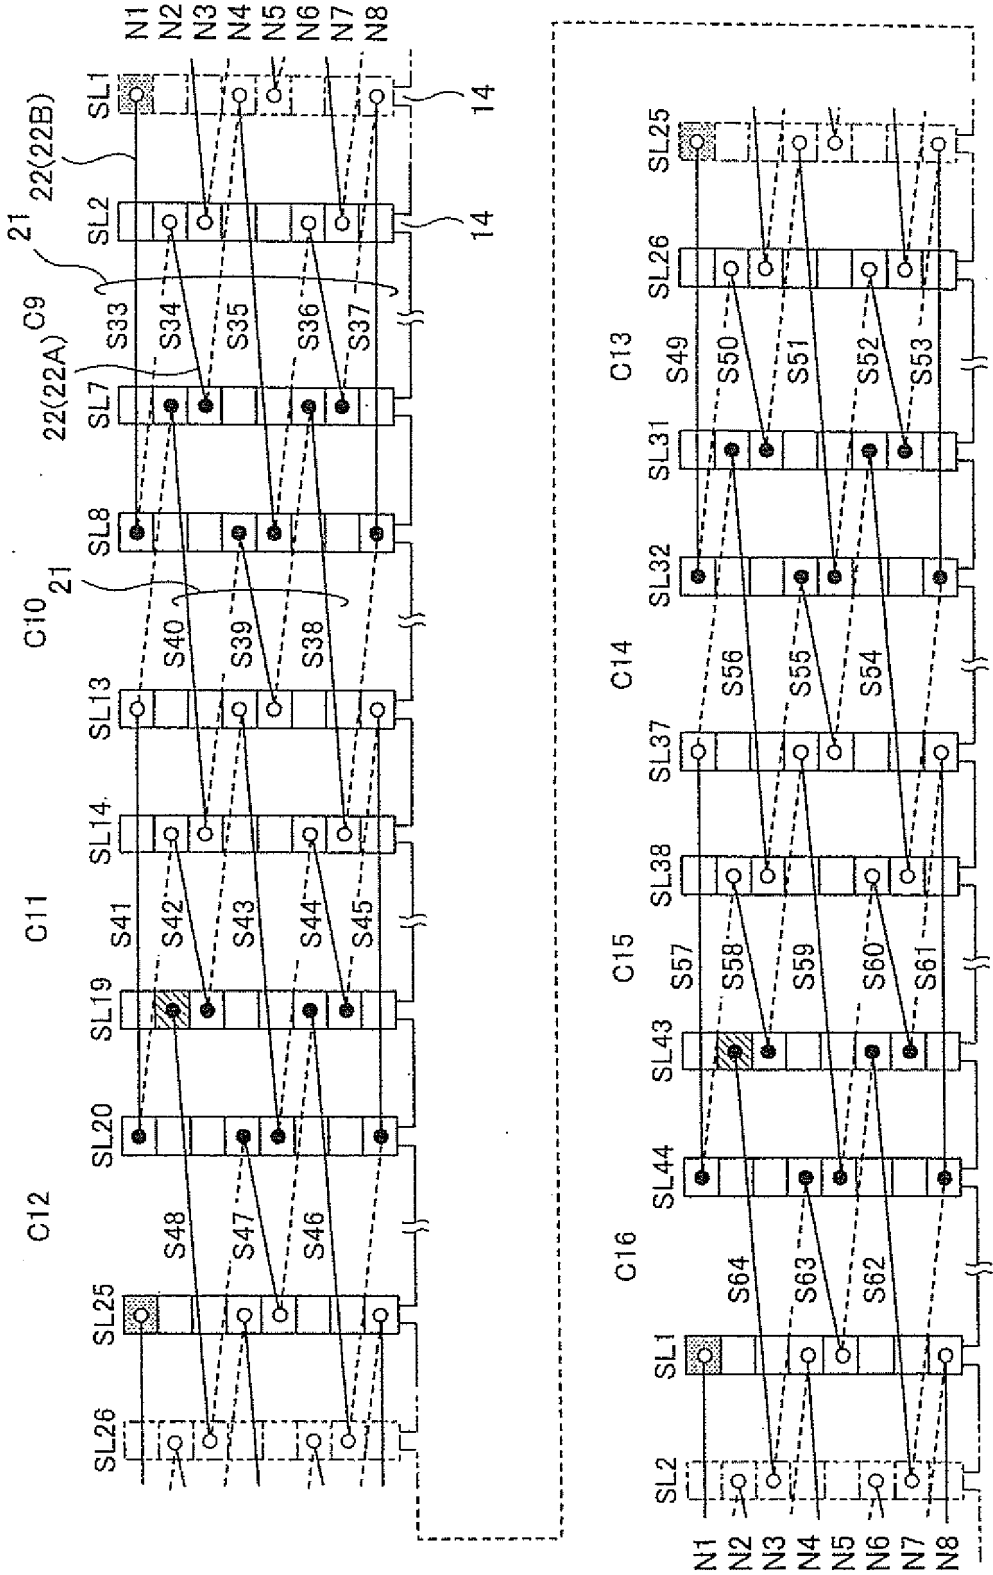 N1
N2
N3
N4
N5
N6
N7
N8
SL1
14
22(22B)
SL2
14
21
S33
S34
S35
S36
S37
C9
22(22A)
SL7
SL8
C10
21
S40
S39
S38
SL13
SL14
C11
S41
S42
S43
S44
S45
SL19
SL20
C12
S48
S47
S46
SL25
SL26
SL25
SL26
C13
S49
S50
S51
S52
S53
SL31
SL32
C14
S56
S55
S54
SL37
SL38
C15
S57
S58
S59
S60
S61
SL43
SL44
C16
S64
S63
S62
SL1
SL2
N1
N2
N3
N4
N5
N6
N7
N8